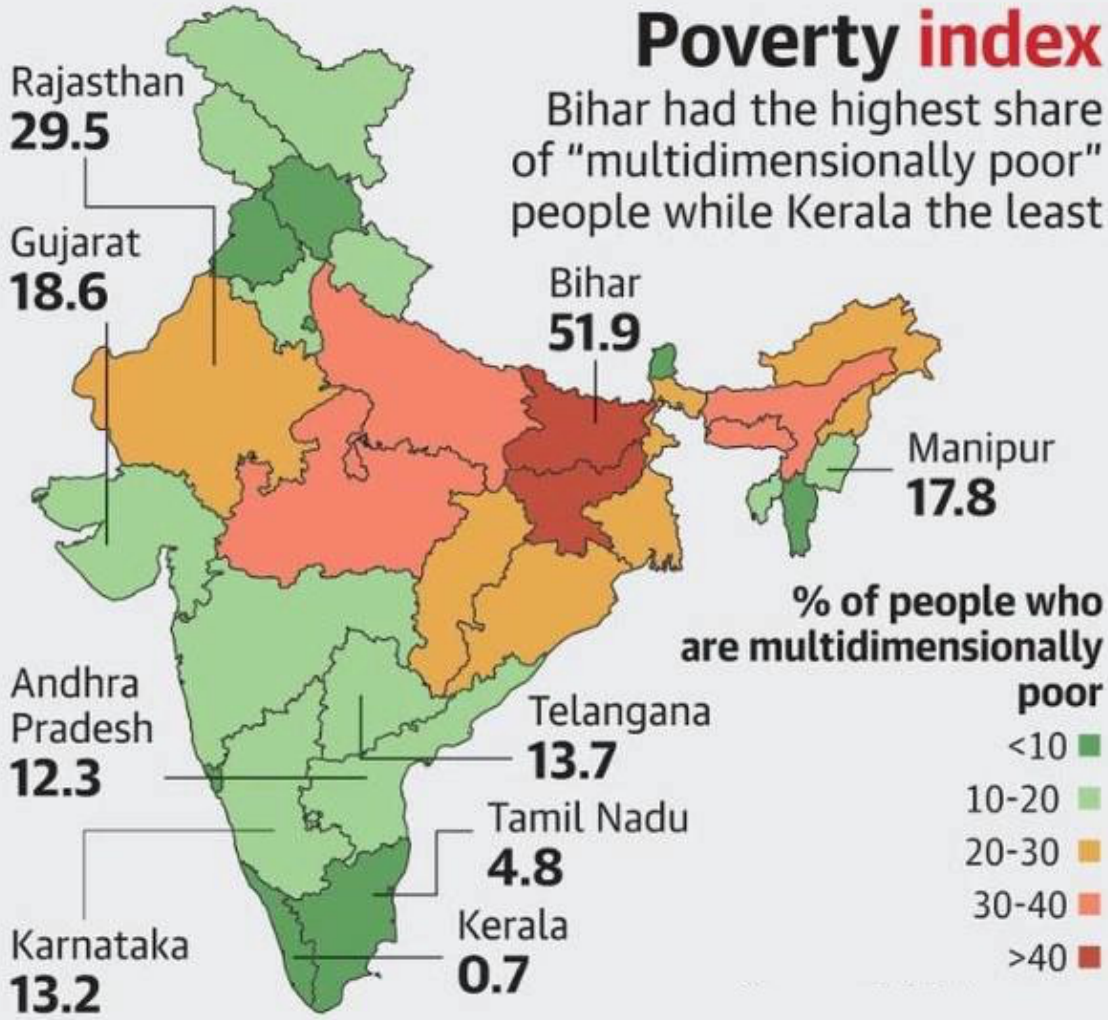 Poverty index
Bihar had the highest share
of “multidimensionally poor”
people while Kerala the least
Rajasthan
29.5
Gujarat
18.6
Bihar
51.9
Manipur
17.8
Andhra
Pradesh
12.3
Telangana
13.7
Tamil Nadu
4.8
Karnataka
13.2
Kerala
0.7
% of people who
are multidimensionally
poor
<10
10-20
20-30
30-40
>40